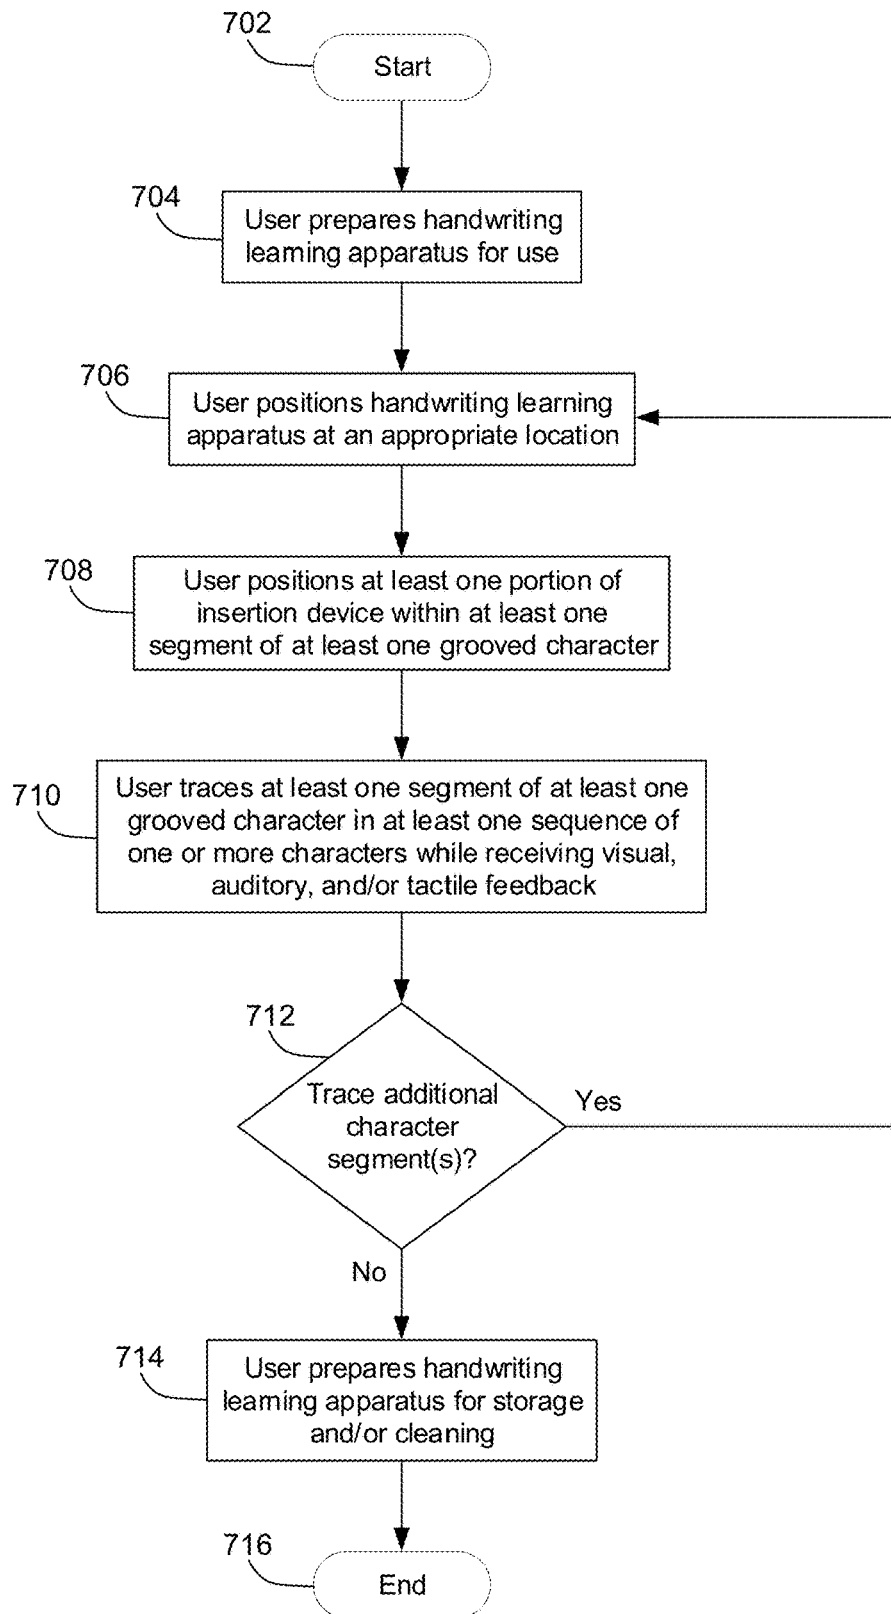 702
Start
704
User prepares handwriting
learning apparatus for use
706
User positions handwriting learning
apparatus at an appropriate location
708
User positions at least one portion of
insertion device within at least one
segment of at least one grooved character
710
User traces at least one segment of at least one
grooved character in at least one sequence of
one or more characters while receiving visual,
auditory, and/or tactile feedback
712
Trace additional
character
segment(s)?
Yes
No
714
User prepares handwriting
learning apparatus for storage
and/or cleaning
716
End